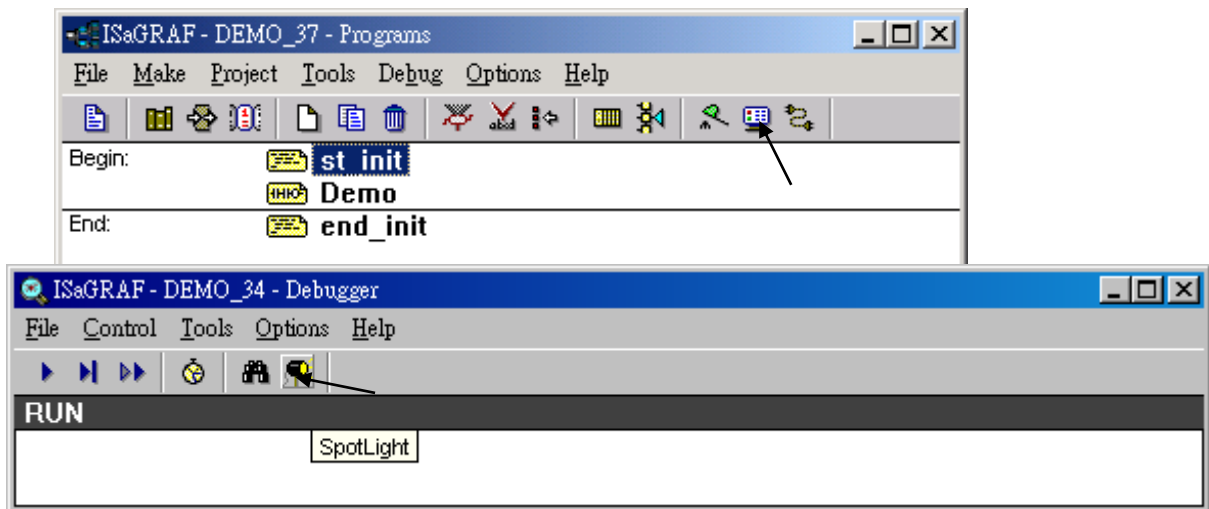 ISaGRAF - DEMO_37 - Programs
File Make Project Tools Debug Options Help
Begin: st_init
Demo
End: end_init
ISaGRAF - DEMO_34 - Debugger
File Control Tools Options Help
RUN
SpotLight